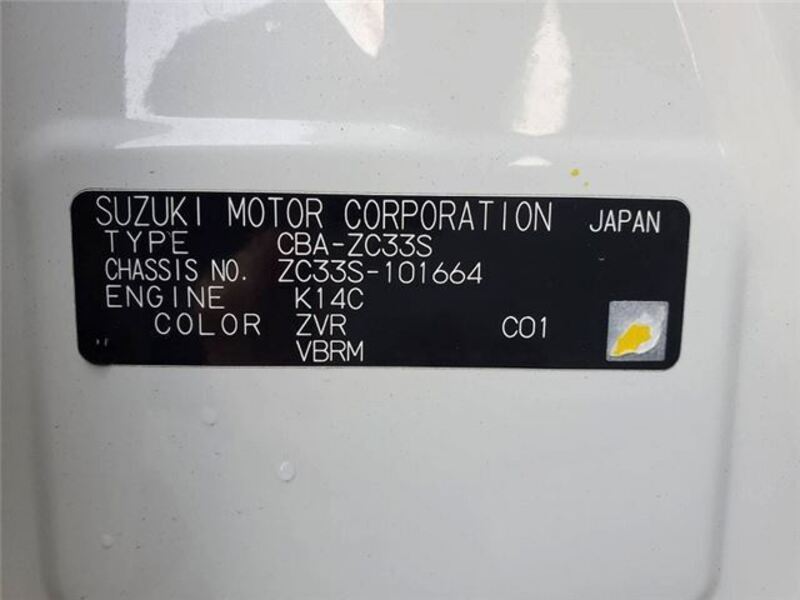 SUZUKI MOTOR CORPORATION JAPAN
TYPE CBA-ZC33S
CHASSIS NO. ZC33S-101664
ENGINE K14C
COLOR ZVR C01
VBRM